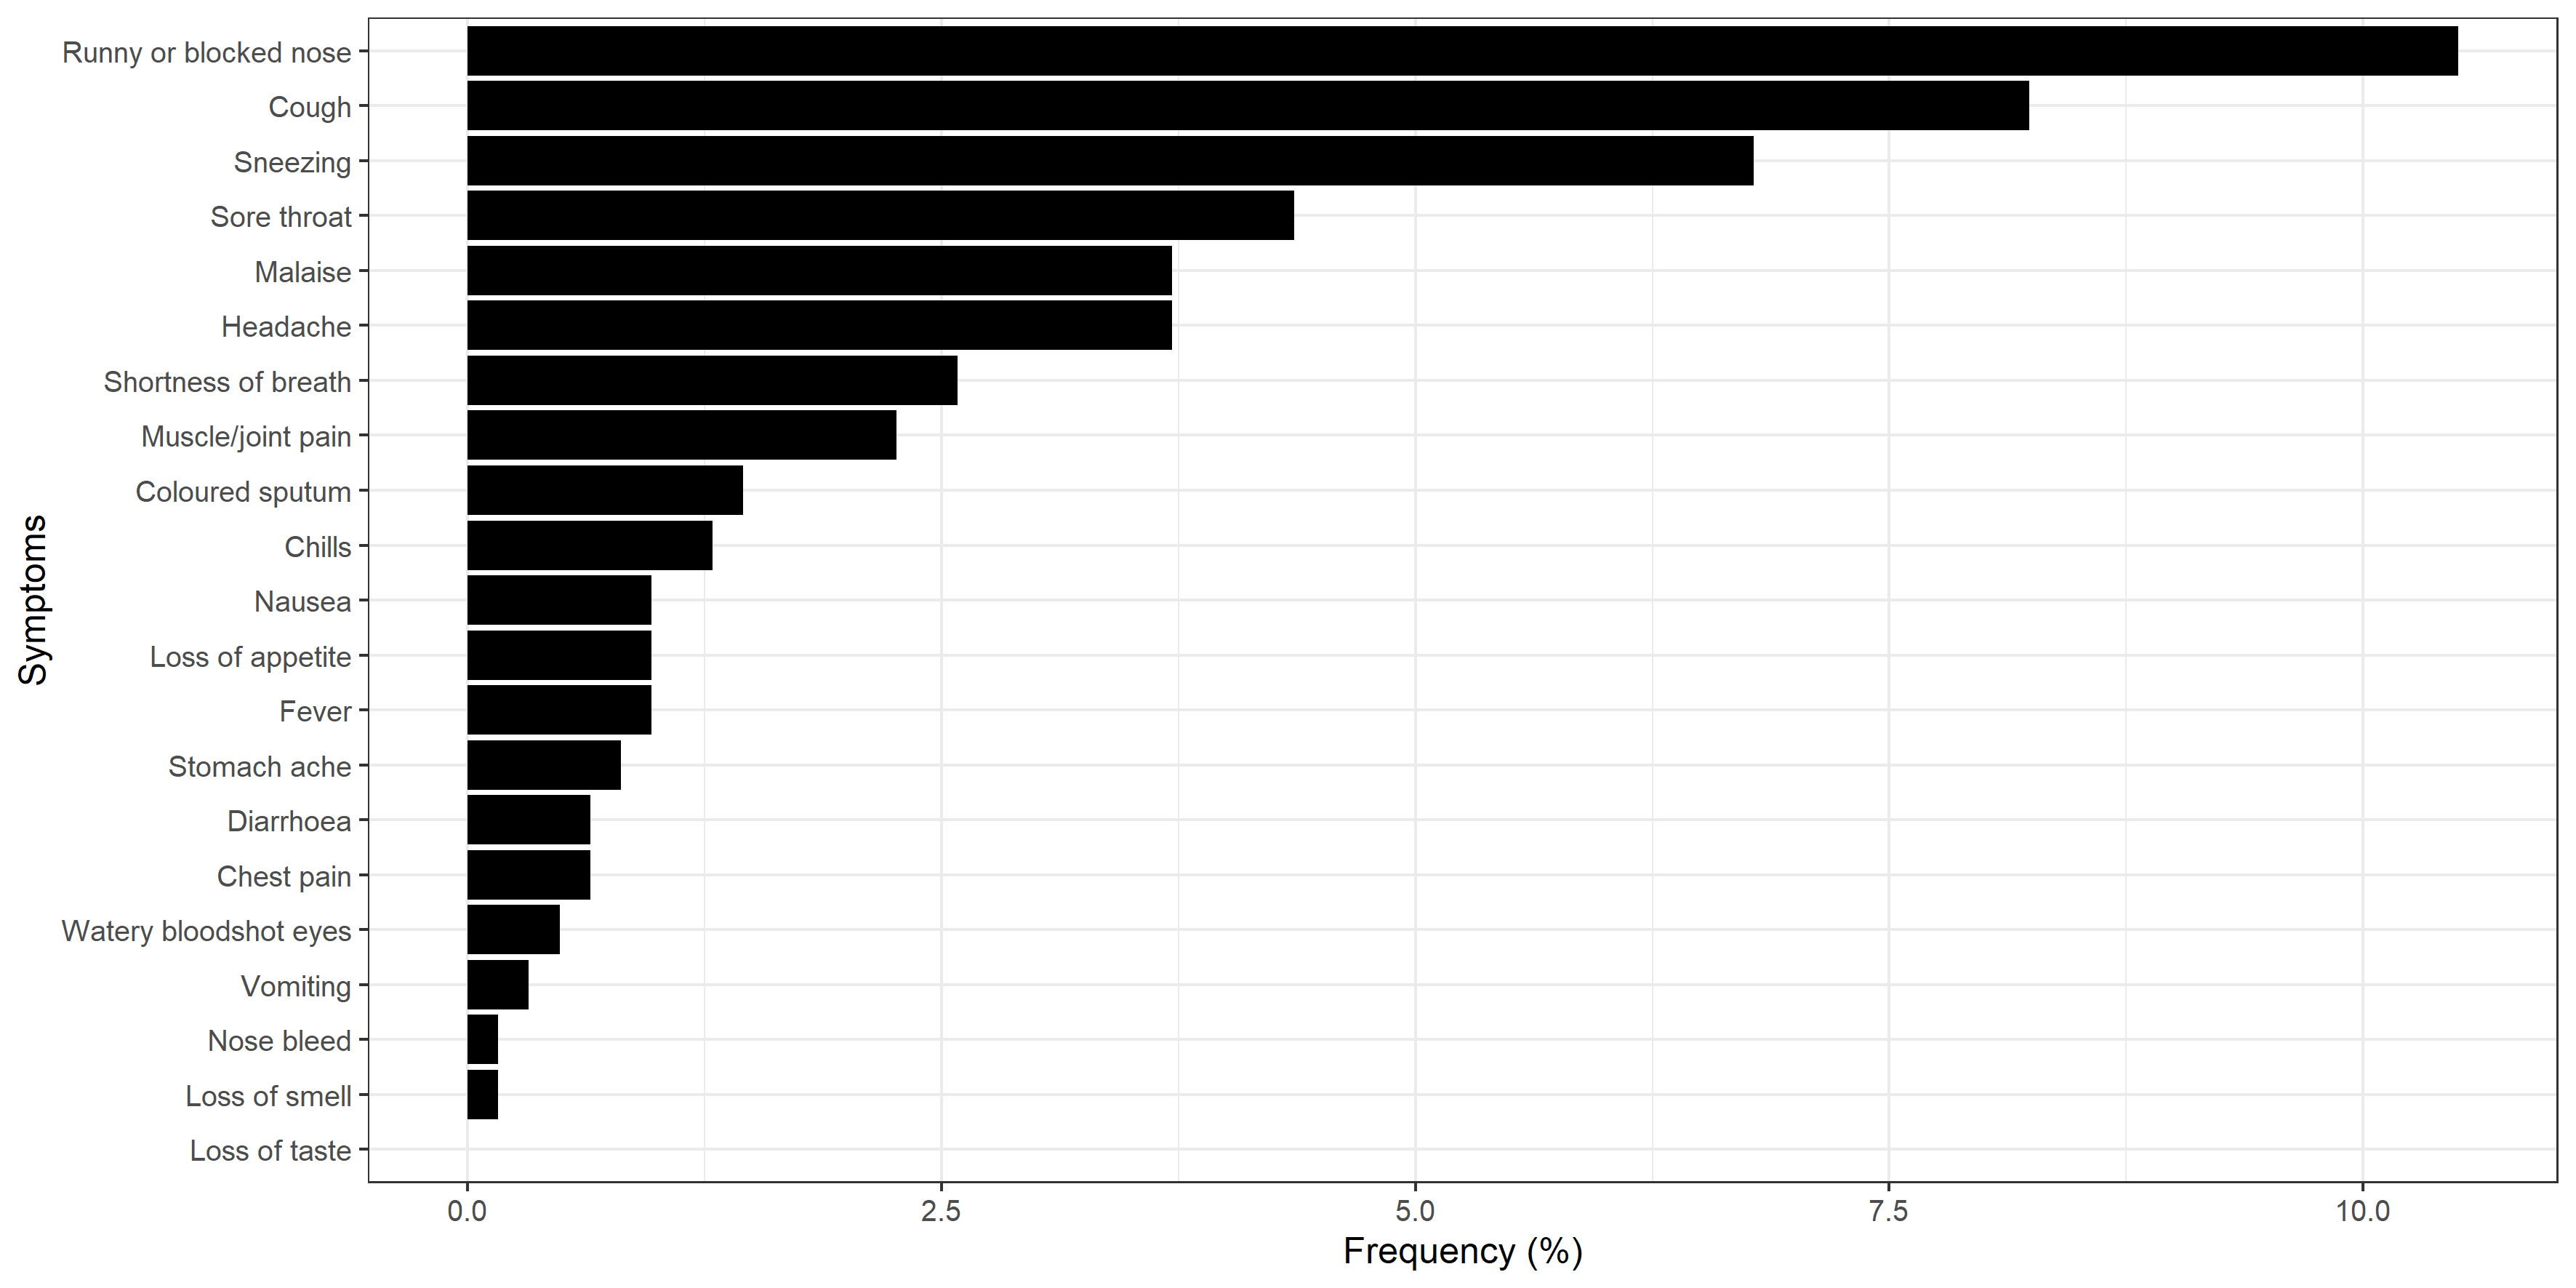 Runny or blocked nose
Cough
Sneezing
Sore throat
Malaise
Headache
Shortness of breath
Muscle/joint pain
Coloured sputum
Chills
Nausea
Loss of appetite
Fever
Stomach ache
Diarrhoea
Chest pain
Watery bloodshot eyes
Vomiting
Nose bleed
Loss of smell
Loss of taste
Symptoms
0.0 2.5 5.0 7.5 10.0
Frequency (%)